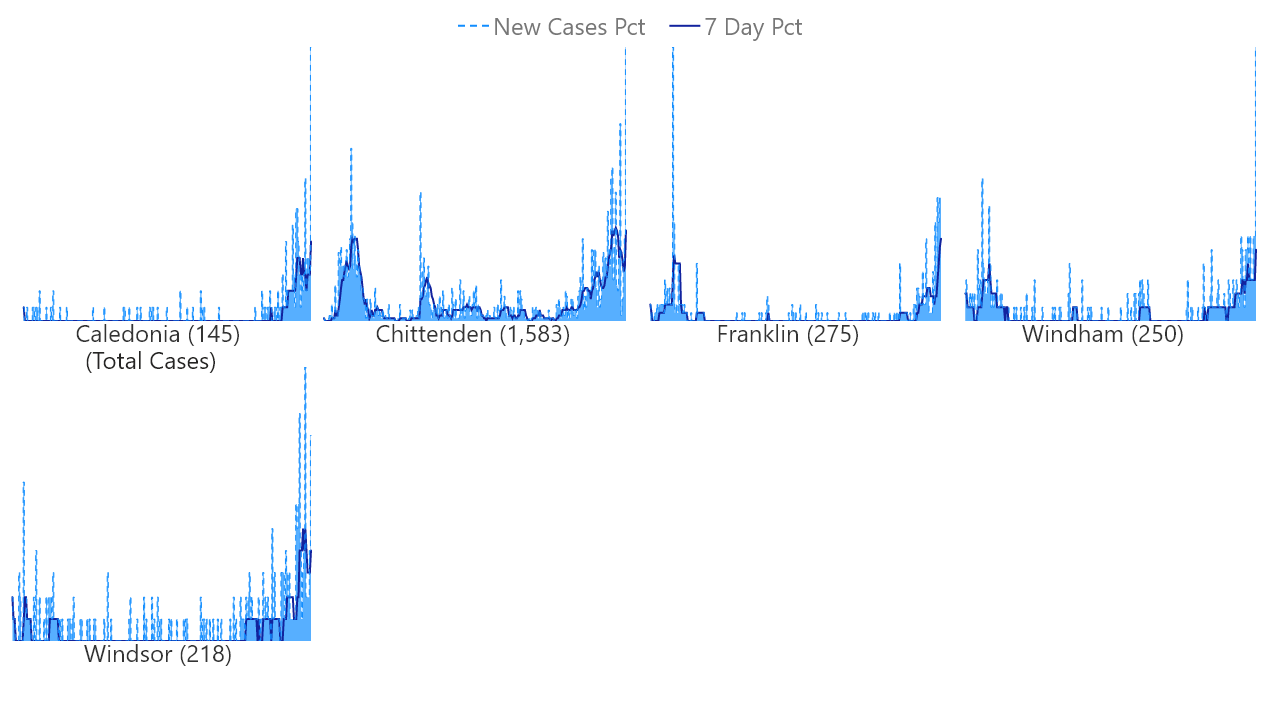 New Cases Pct 7 Day Pct
Caledonia (145) Chittenden (1,583) Franklin (275) Windham (250)
(Total Cases)
Windsor (218)